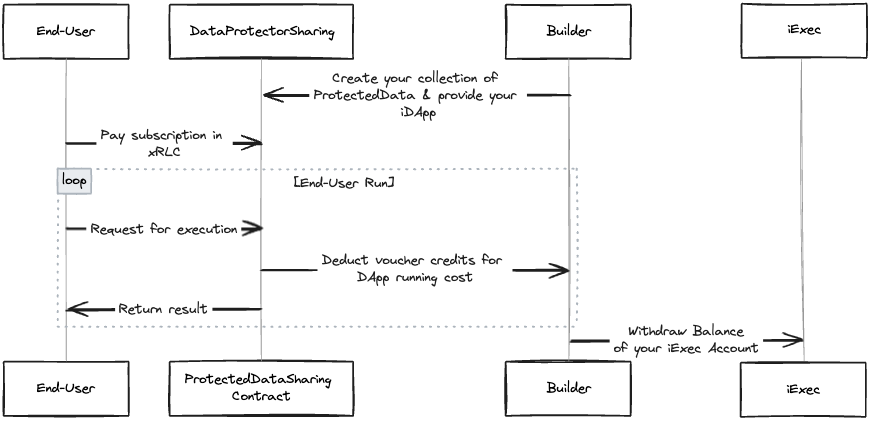 End-User
DataProtectorSharing
Builder
iExec
Create your collection of
ProtectedData & provide your
iDApp
Pay subscription in
xRLC
loop
[End-User Run]
Request for execution
Deduct voucher credits for
DApp running cost
Return result
Withdraw Balance
of your iExec Account
End-User
ProtectedDataSharing
Contract
Builder
iExec